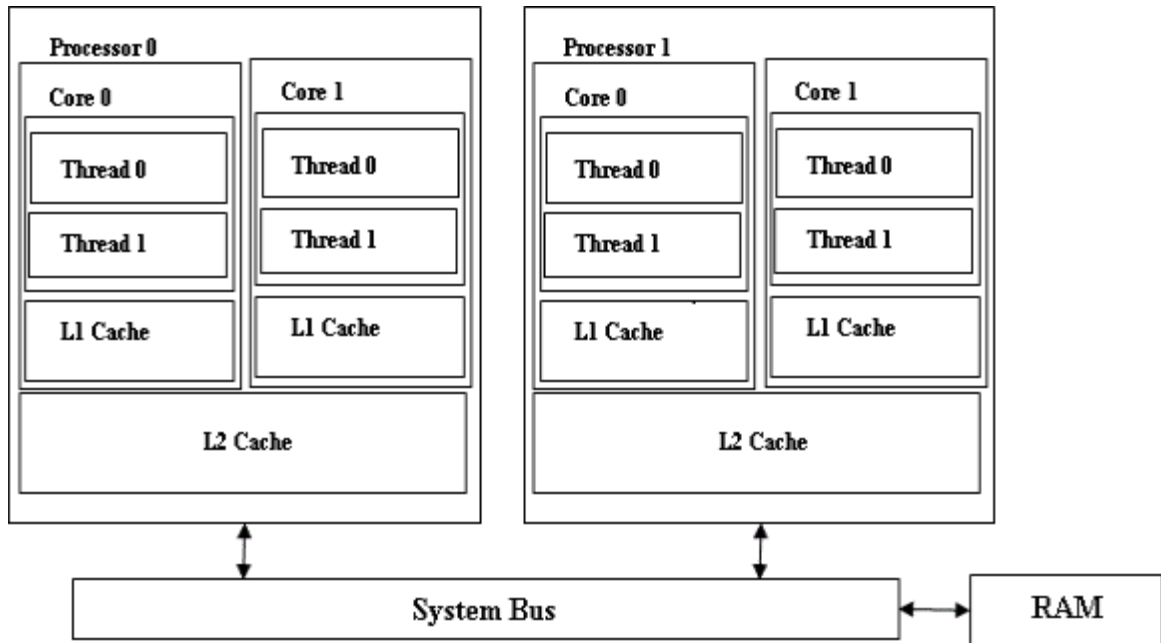 Processor 0
Core 0
Thread 0
Thread 1
L1 Cache
Core 1
Thread 0
Thread 1
L1 Cache
L2 Cache
Processor 1
Core 0
Thread 0
Thread 1
L1 Cache
Core 1
Thread 0
Thread 1
L1 Cache
L2 Cache
System Bus
RAM